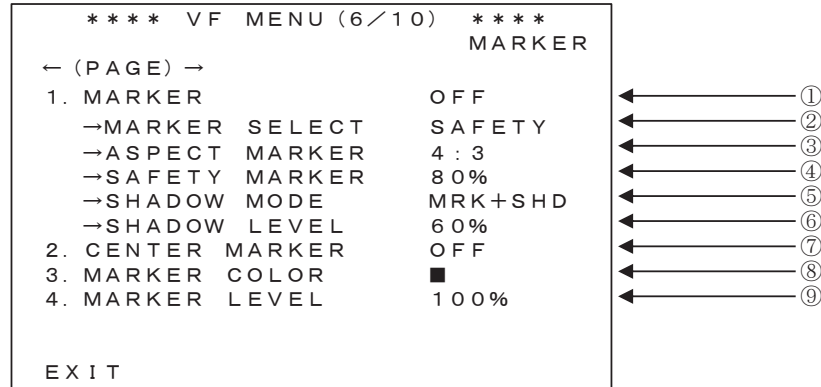 **** VF MENU(6/10) ****
MARKER
←(PAGE)→
1. MARKER OFF ①
→MARKER SELECT SAFETY ②
→ASPECT MARKER 4:3 ③
→SAFETY MARKER 80% ④
→SHADOW MODE MRK+SHD ⑤
→SHADOW LEVEL 60% ⑥
2. CENTER MARKER OFF ⑦
3. MARKER COLOR ■ ⑧
4. MARKER LEVEL 100% ⑨
EXIT